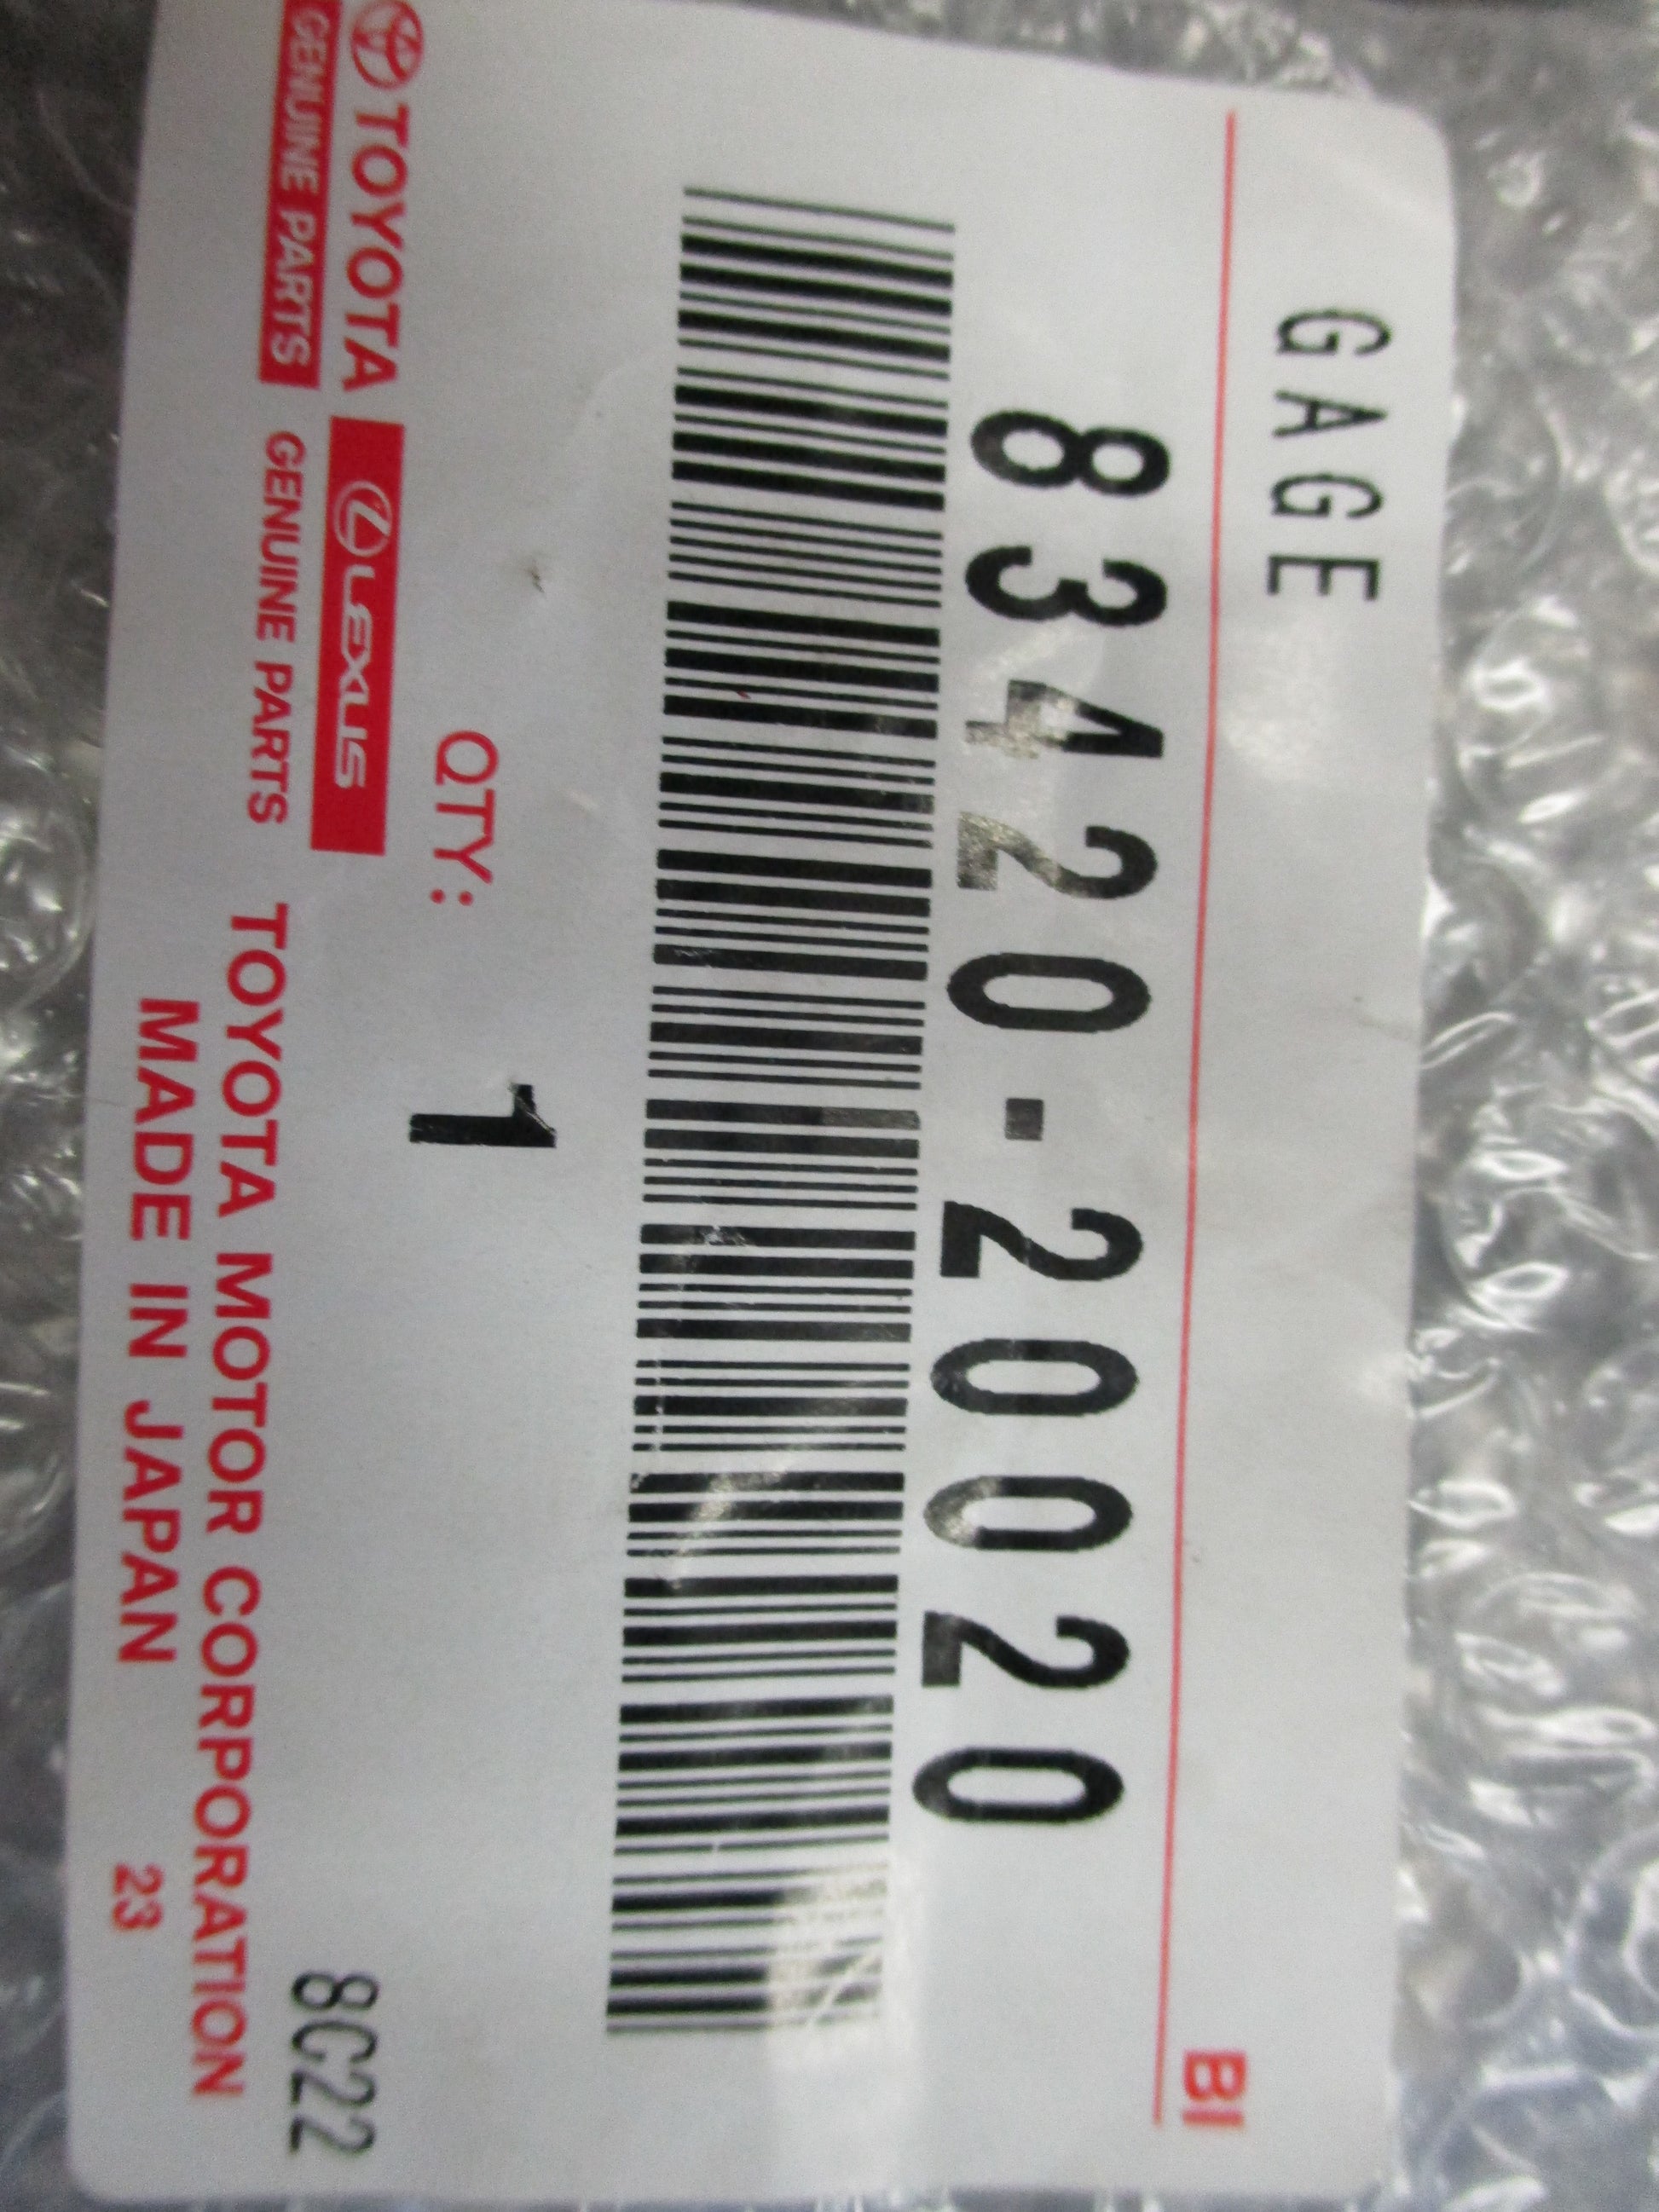 GAGE
BI
83420-20020
QTY: 1
8C22
TOYOTA LEXUS
GENUINE PARTS GENUINE PARTS TOYOTA MOTOR CORPORATION
MADE IN JAPAN 23